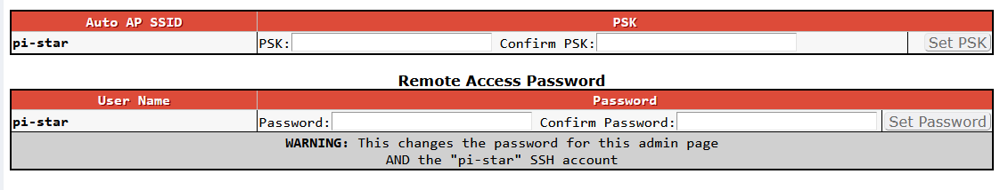 Auto AP SSID PSK
pi-star PSK: Confirm PSK: Set PSK
Remote Access Password
User Name Password
pi-star Password: Confirm Password: Set Password
WARNING: This changes the password for this admin page
AND the "pi-star" SSH account